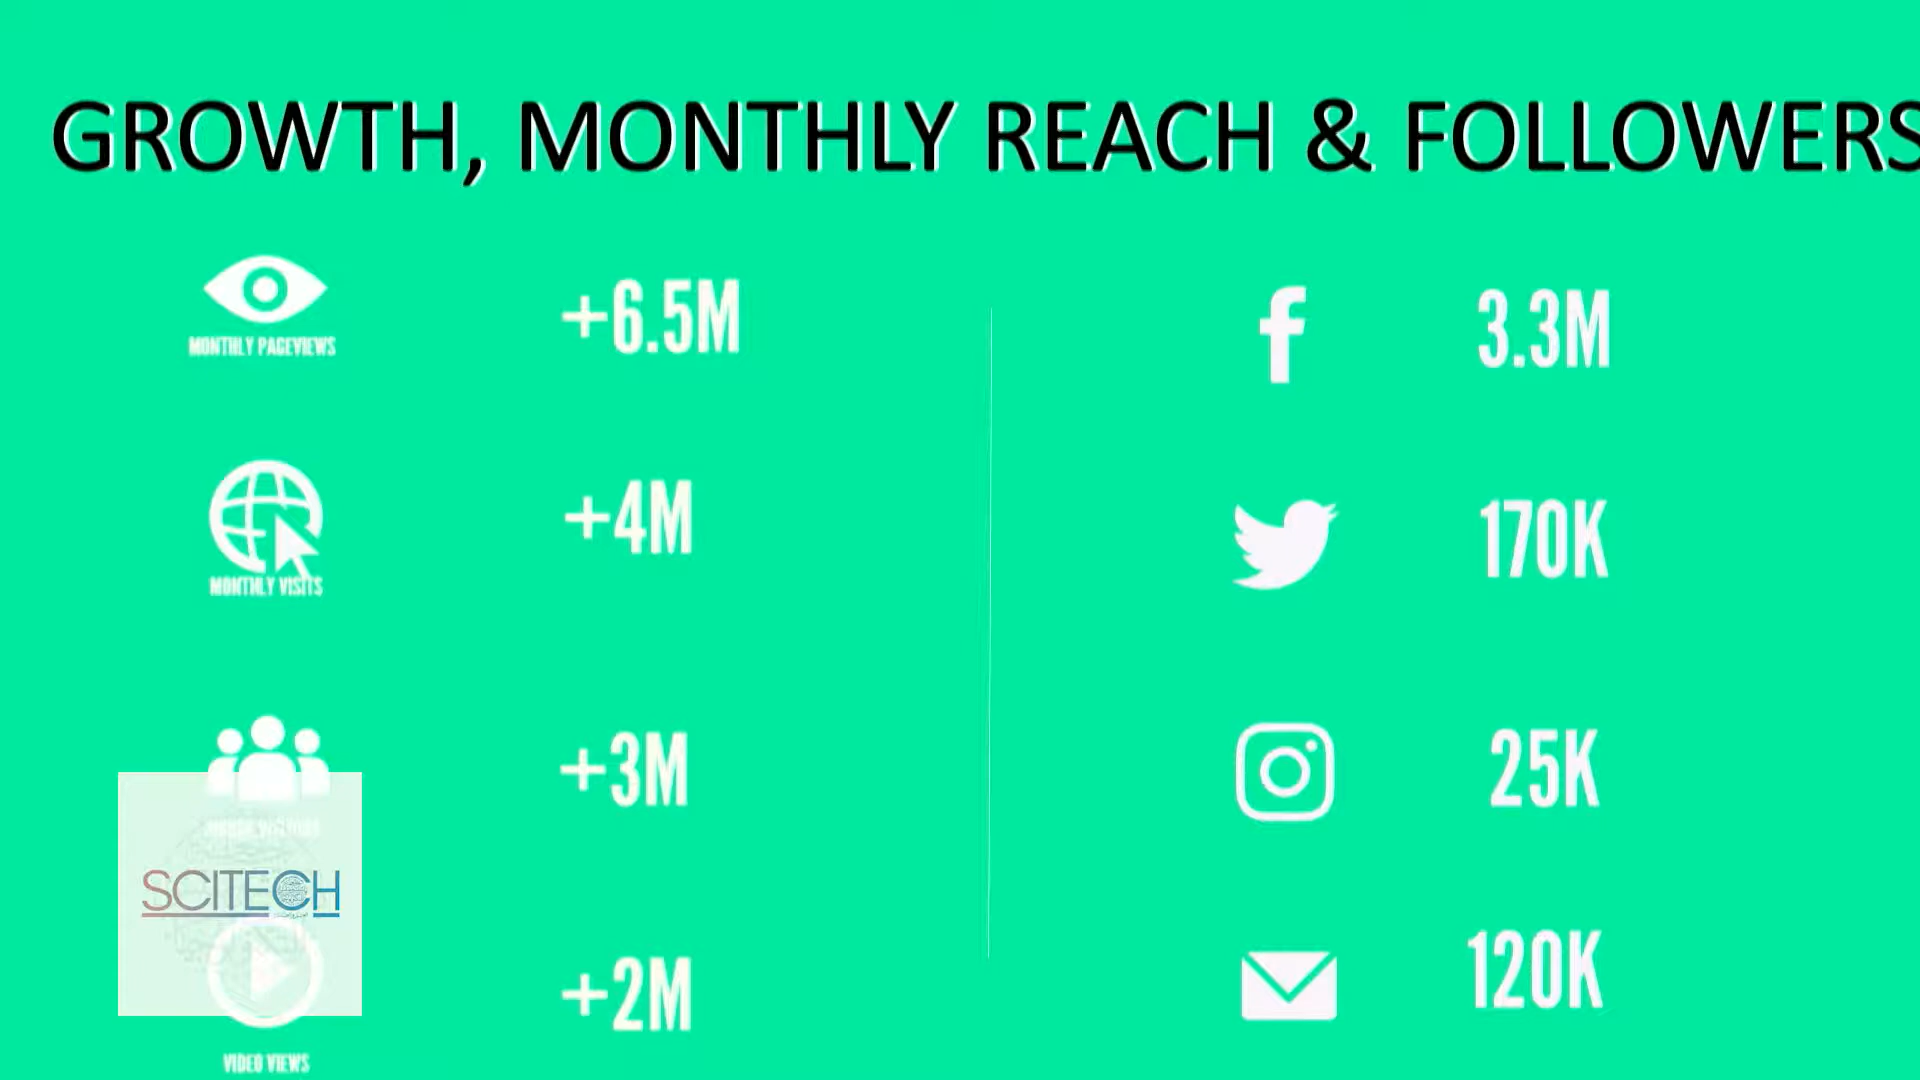 GROWTH, MONTHLY REACH & FOLLOWERS
MONTHLY PAGEVIEWS
+6.5M
MONTHLY VISITS
+4M
+3M
SCITECH
+2M
VIDEO VIEWS
3.3M
170K
25K
120K